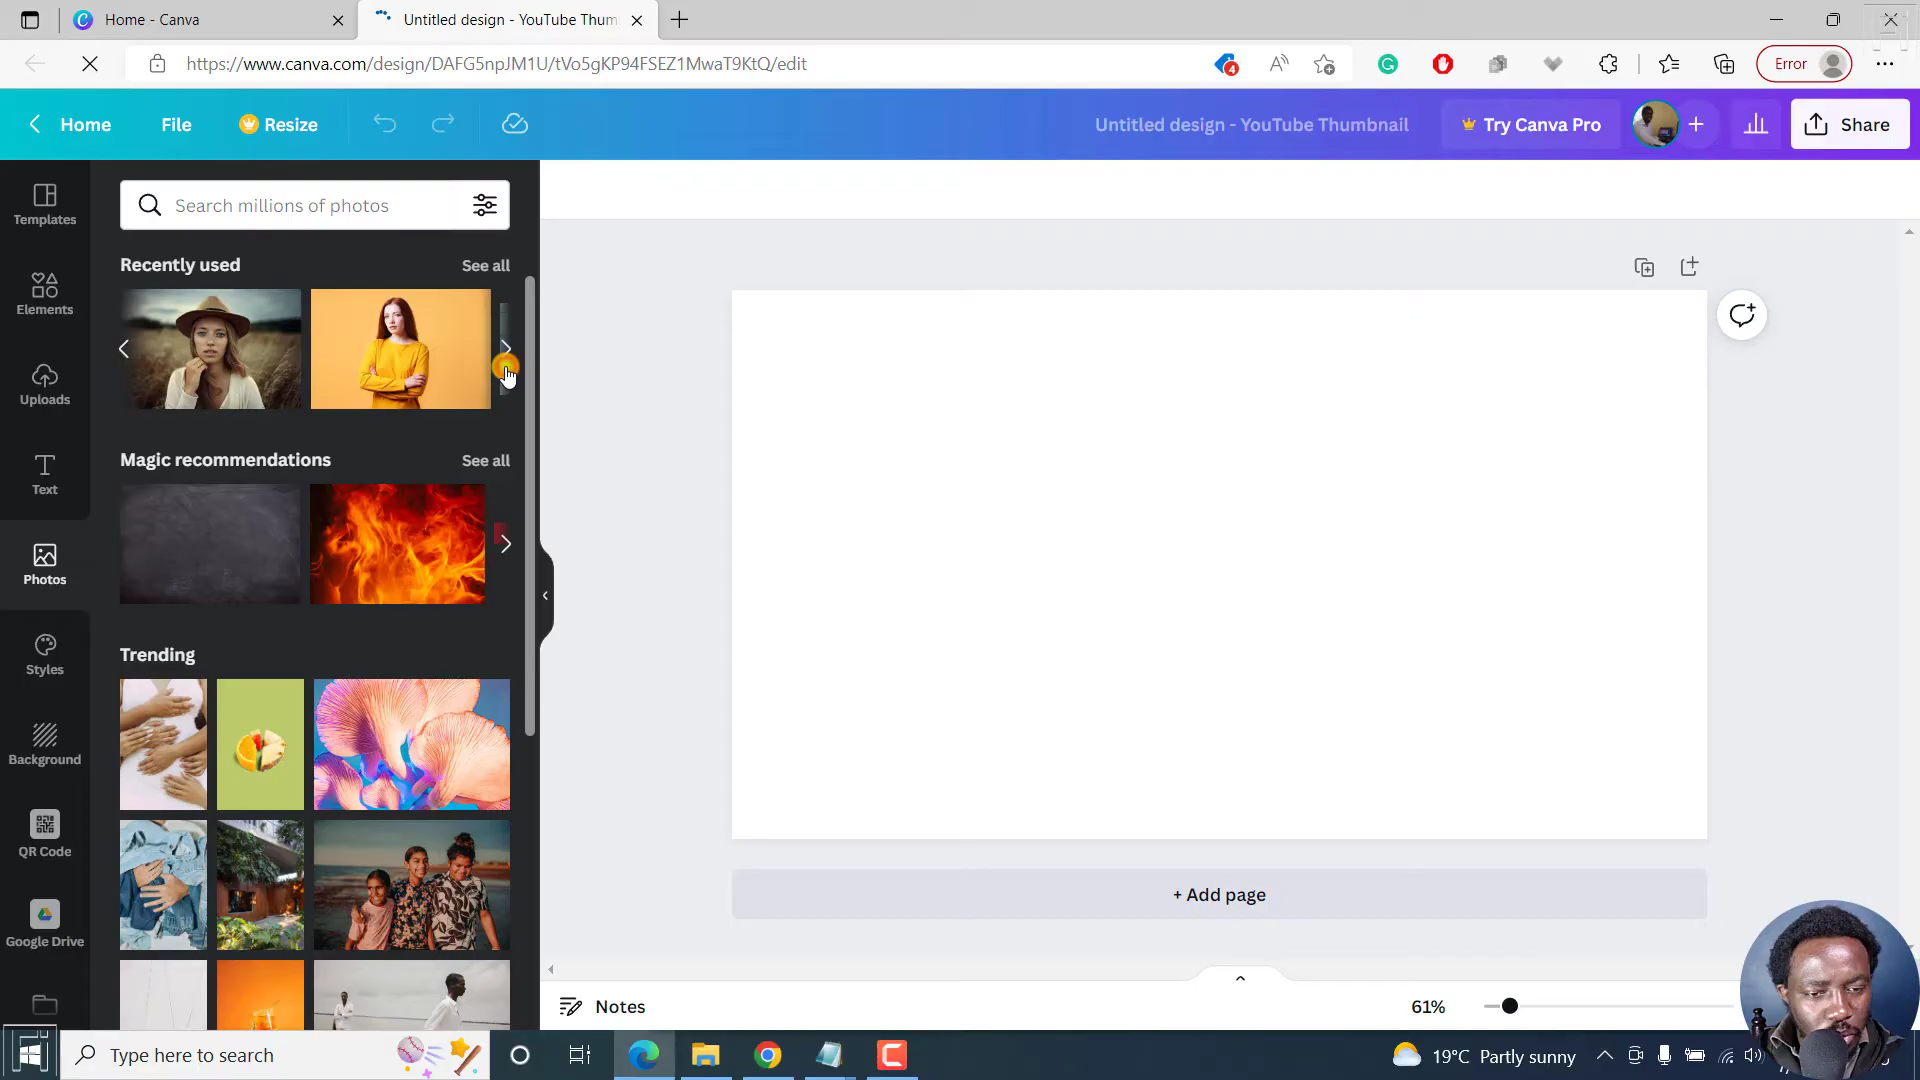 Home - Canva
Untitled design - YouTube Thum
https://www.canva.com/design/DAFG5npJM1U/tVo5gKP94FSEZ1MwaT9KtQ/edit
4
Error
Home
File
Resize
Untitled design - YouTube Thumbnail
Try Canva Pro
Share
Templates
Elements
Uploads
Text
Photos
Styles
Background
QR Code
Google Drive
Search millions of photos
Recently used
See all
Magic recommendations
See all
Trending
+ Add page
Notes
61%
Type here to search
19°C Partly sunny